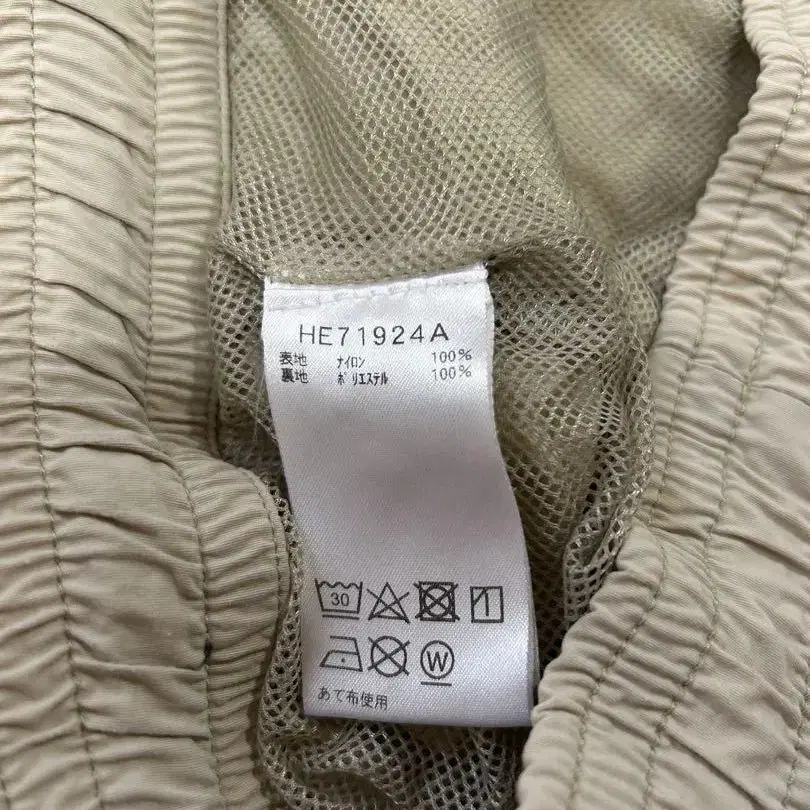 HE71924A
表地 ナイロン 100%
裏地 ポリエステル 100%
30
W
あて布使用